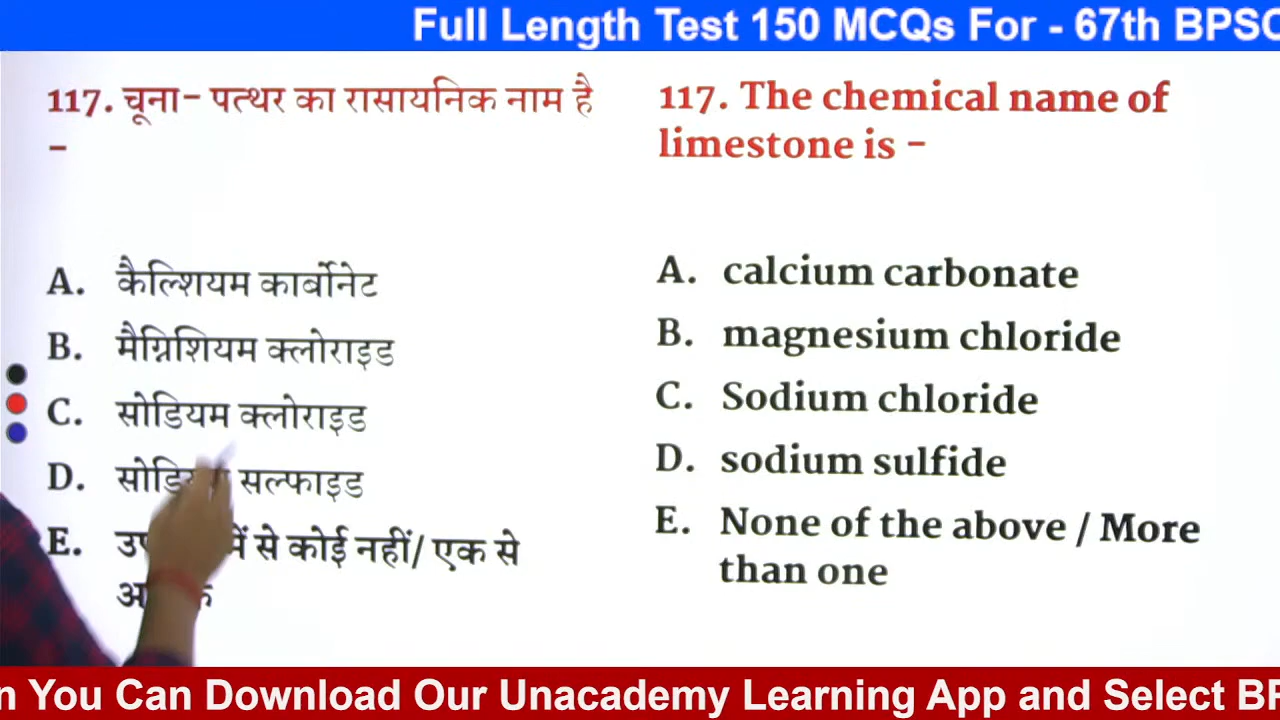 Full Length Test 150 MCQs For - 67th BPSC
117. चूना- पत्थर का रासायनिक नाम है
-
A. कैल्शियम कार्बोनेट
B. मैग्निशियम क्लोराइड
C. सोडियम क्लोराइड
D. सल्फाइड
E. से कोई नहीं/ एक से
117. The chemical name of
limestone is -
A. calcium carbonate
B. magnesium chloride
C. Sodium chloride
D. sodium sulfide
E. None of the above / More
than one
You Can Download Our Unacademy Learning App and Select